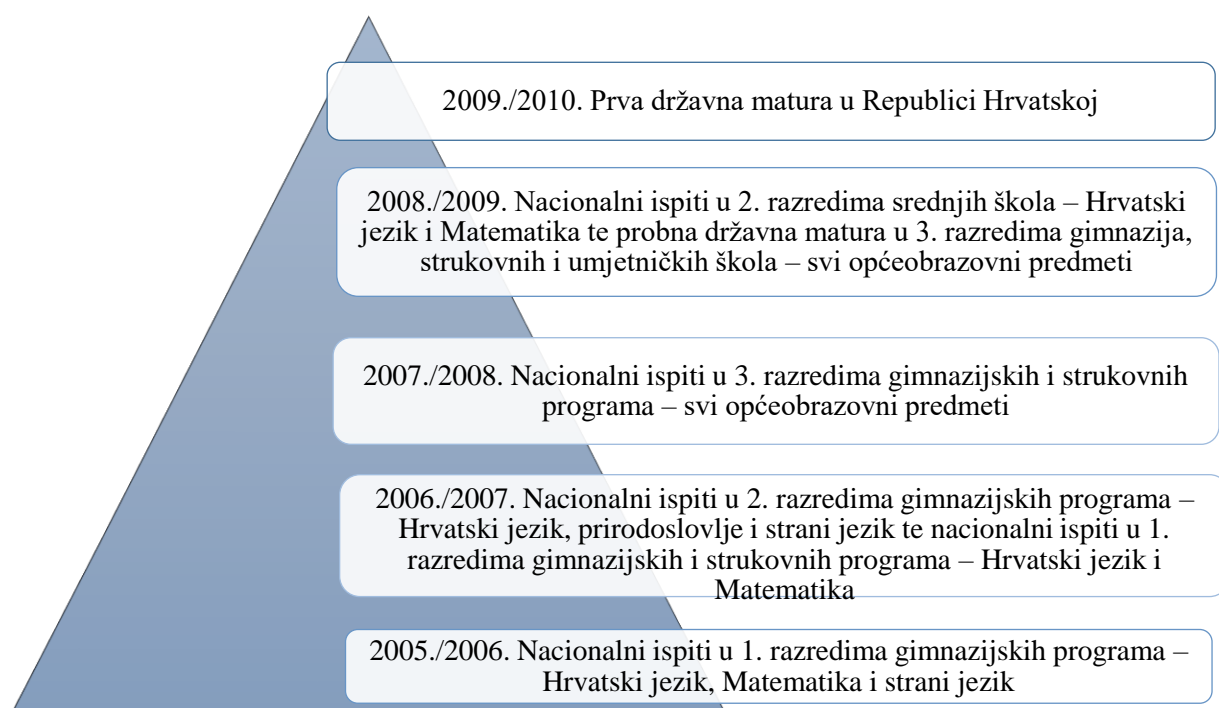 2009./2010. Prva državna matura u Republici Hrvatskoj
2008./2009. Nacionalni ispiti u 2. razredima srednjih škola – Hrvatski
jezik i Matematika te probna državna matura u 3. razredima gimnazija,
strukovnih i umjetničkih škola – svi općeobrazovni predmeti
2007./2008. Nacionalni ispiti u 3. razredima gimnazijskih i strukovnih
programa – svi općeobrazovni predmeti
2006./2007. Nacionalni ispiti u 2. razredima gimnazijskih programa –
Hrvatski jezik, prirodoslovlje i strani jezik te nacionalni ispiti u 1.
razredima gimnazijskih i strukovnih programa – Hrvatski jezik i
Matematika
2005./2006. Nacionalni ispiti u 1. razredima gimnazijskih programa –
Hrvatski jezik, Matematika i strani jezik